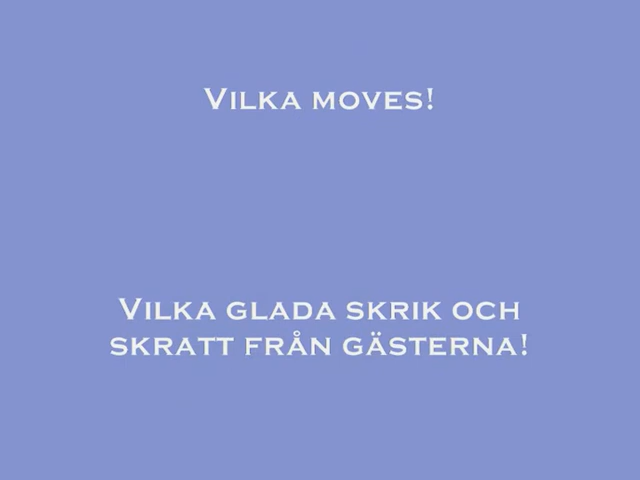 VILKA MOVES!
VILKA GLADA SKRIK OCH
SKRATT FRÅN GÄSTERNA!